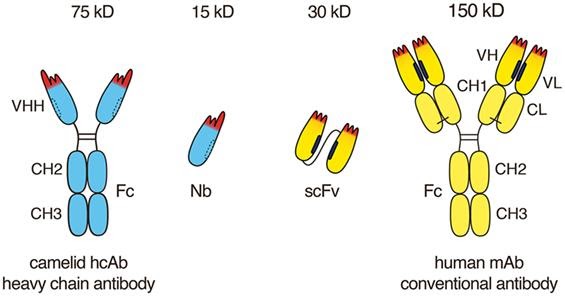 75 kD
15 kD
30 kD
150 kD
VHH
CH2
CH3
Fc
Nb
scFv
VH
VL
CH1
CL
Fc
CH2
CH3
camelid hcAb
heavy chain antibody
human mAb
conventional antibody